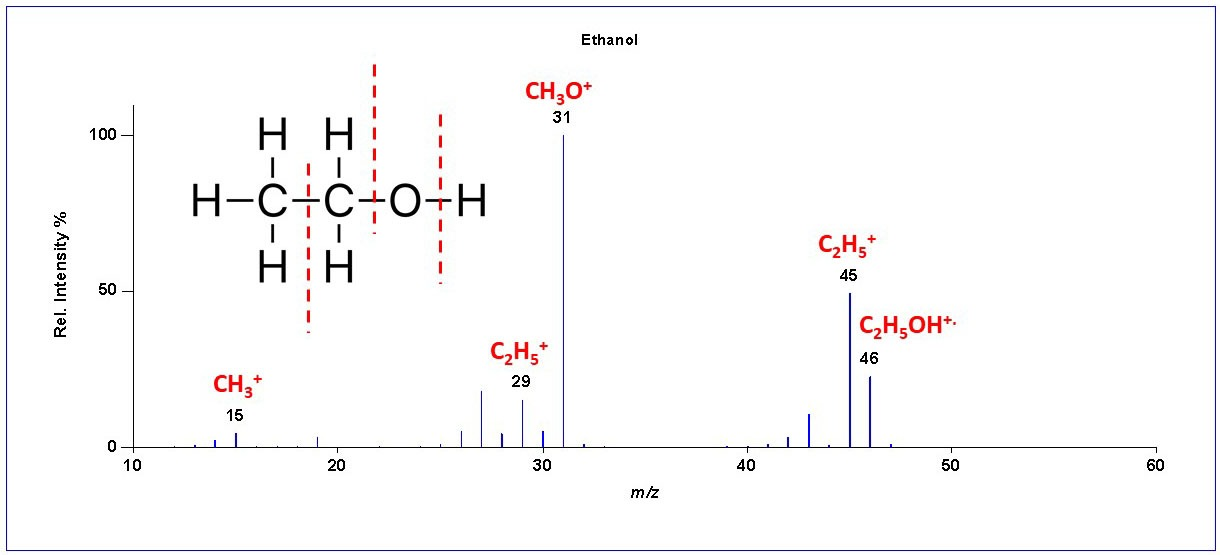 Ethanol
CH₃O⁺
31
100
H H
H C C O H
H H
C₂H₅⁺
45
50
Rel. Intensity %
C₂H₅OH⁺·
46
C₂H₅⁺
29
CH₃⁺
15
0
10 20 30 40 50 60
m/z